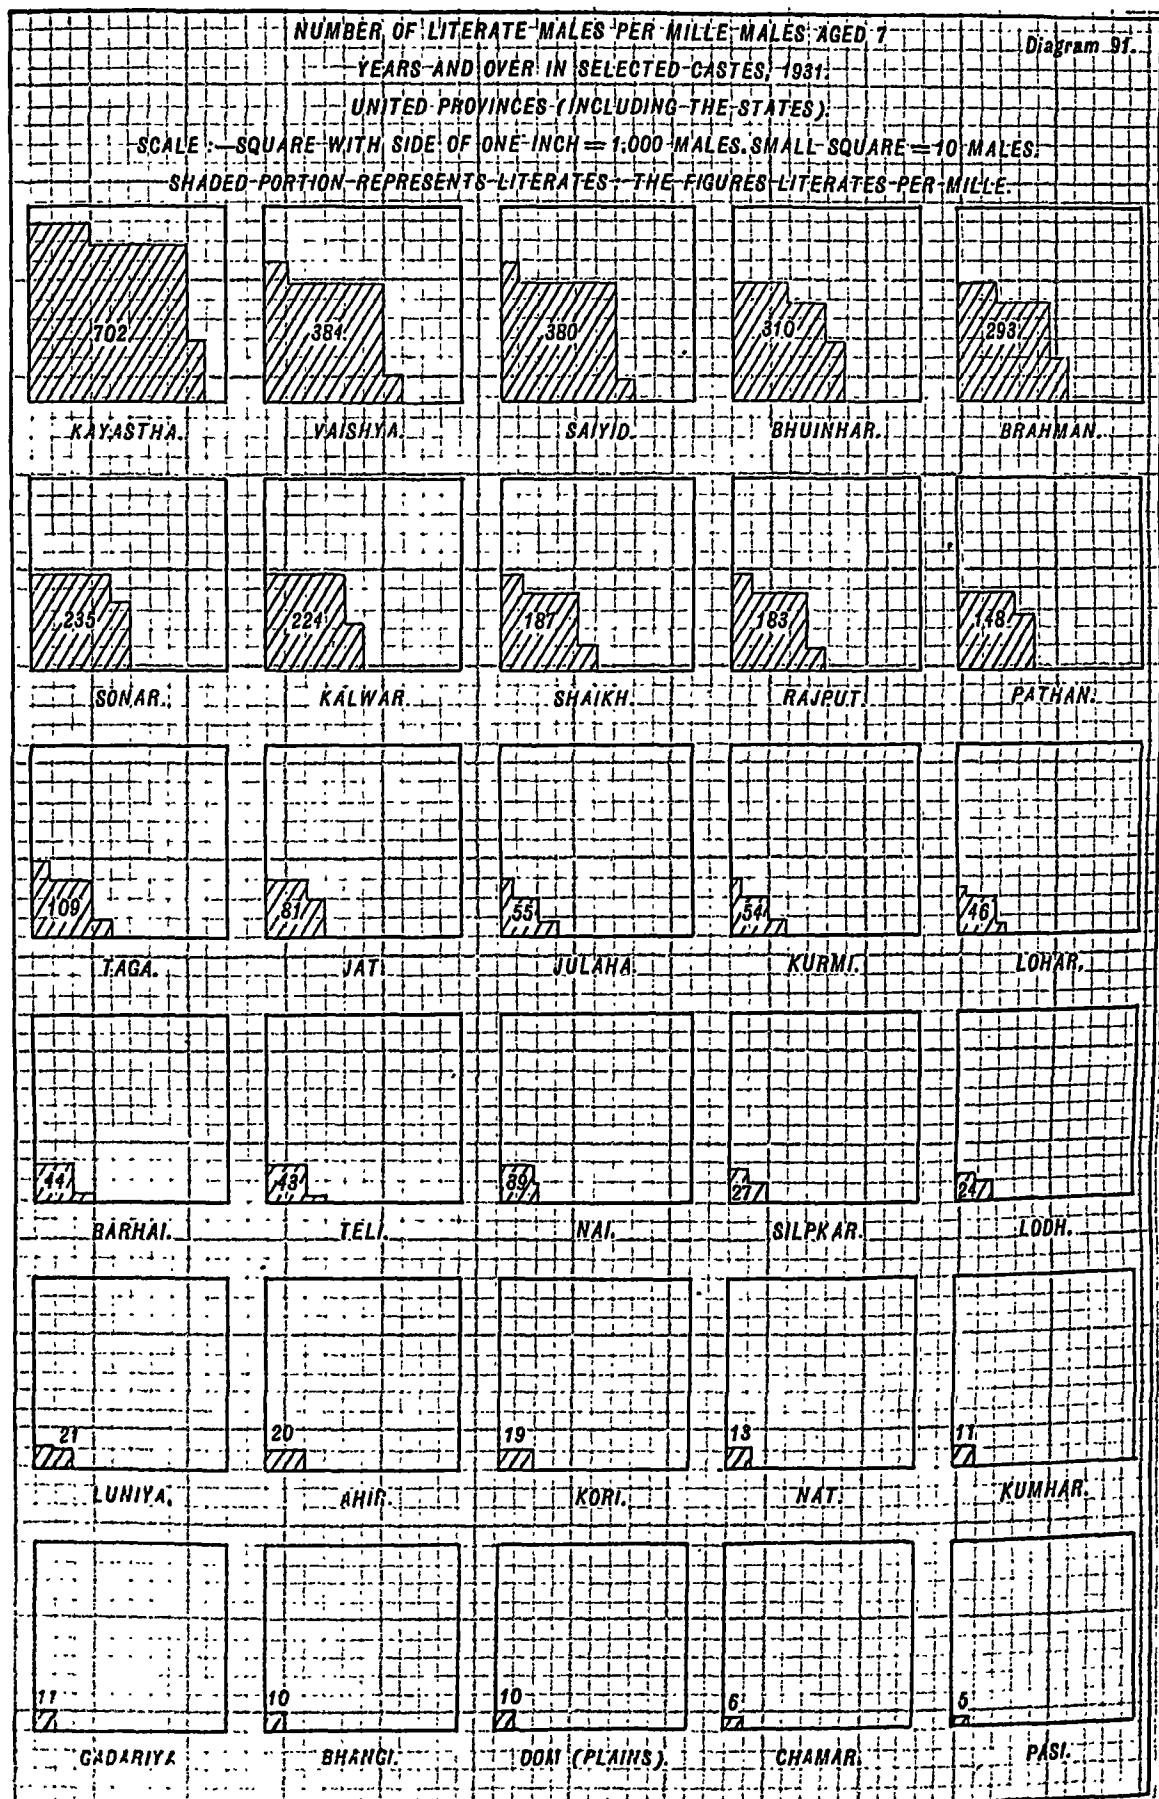 NUMBER OF LITERATE MALES PER MILLE MALES AGED 7
Diagram 91.
YEARS AND OVER IN SELECTED CASTES, 1931.
UNITED PROVINCES (INCLUDING THE STATES)
SCALE :—SQUARE WITH SIDE OF ONE INCH = 1,000 MALES. SMALL SQUARE = 10 MALES.
SHADED PORTION REPRESENTS LITERATES. THE FIGURES LITERATES PER MILLE.
702 384 380 310 293
KAYASTHA. VAISHYA. SAIYID. BHUINHAR. BRAHMAN.
235 224 187 183 148
SONAR. KALWAR. SHAIKH. RAJPUT. PATHAN.
109 81 55 54 46
TAGA. JAT. JULAHA. KURMI. LOHAR.
44 43 89 27 24
BARHAI. TELI. NAI. SILPKAR. LODH.
21 20 19 13 11
LUNIYA. AHIR. KORI. NAT. KUMHAR.
11 10 10 6 5
GADARIYA BHANGI. DOM (PLAINS). CHAMAR. PASI.